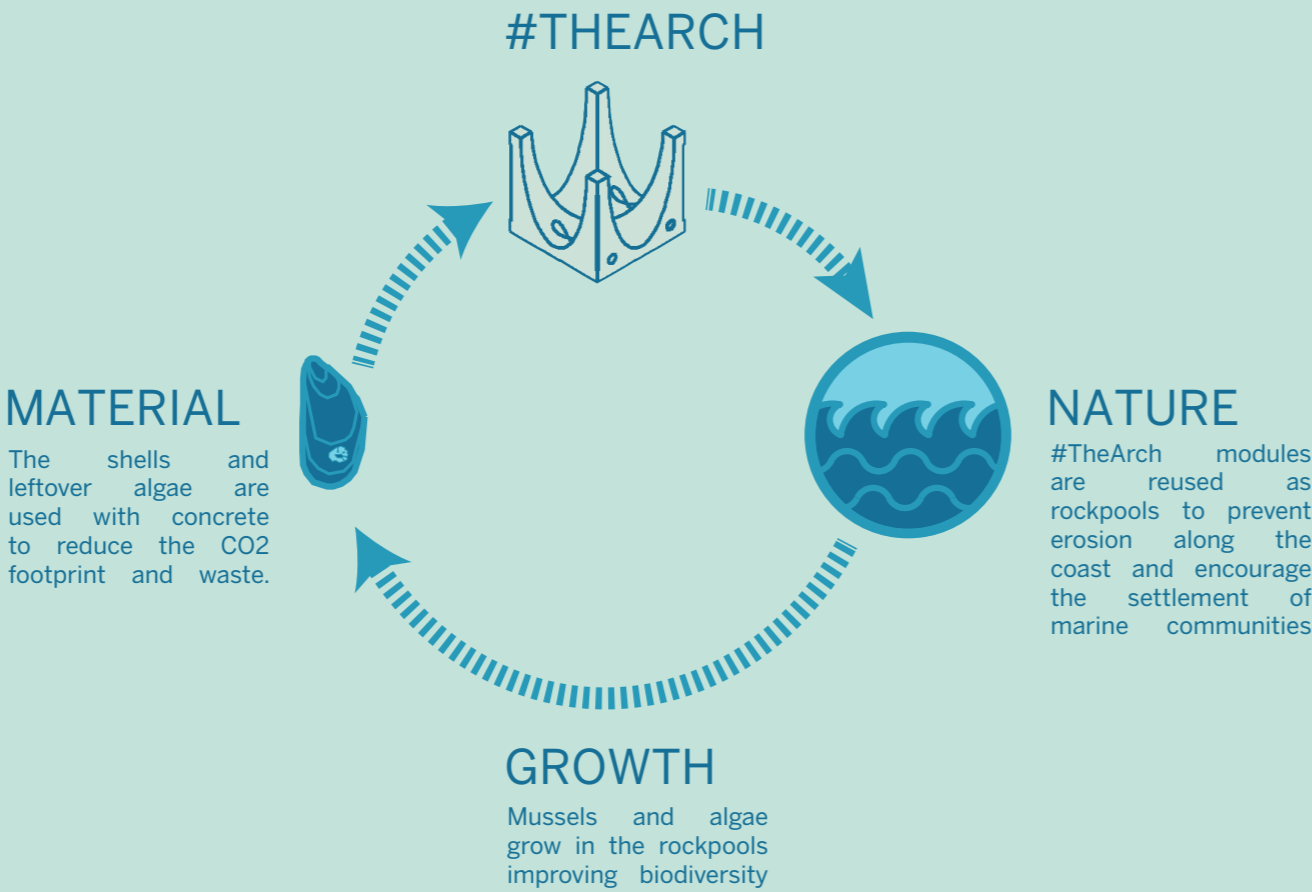 #THEARCH
MATERIAL
The shells and
leftover algae are
used with concrete
to reduce the CO2
footprint and waste.
NATURE
#TheArch modules
are reused as
rockpools to prevent
erosion along the
coast and encourage
the settlement of
marine communities
GROWTH
Mussels and algae
grow in the rockpools
improving biodiversity